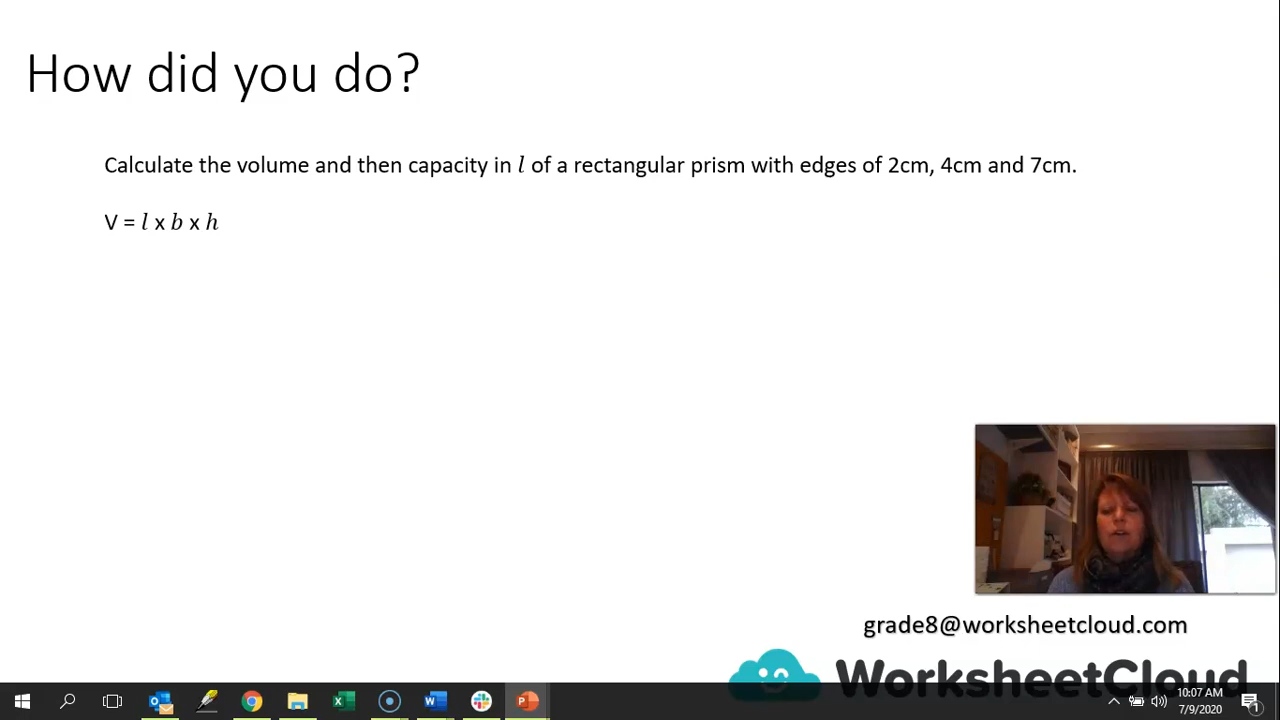 How did you do?
Calculate the volume and then capacity in l of a rectangular prism with edges of 2cm, 4cm and 7cm.
V = l x b x h
grade8@worksheetcloud.com
WorksheetCloud
10:07 AM
7/9/2020
1